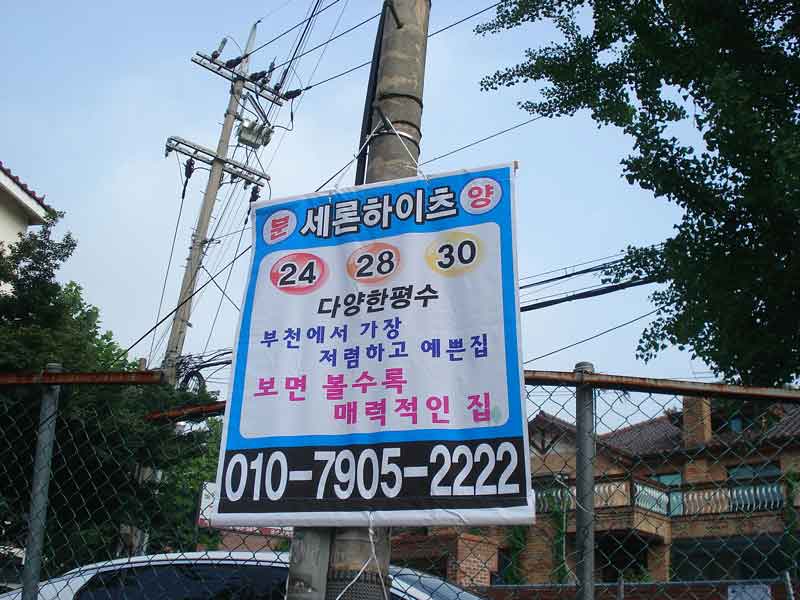 분 세론하이츠 양
24 28 30
다양한평수
부천에서 가장
저렴하고 예쁜집
보면 볼수록
매력적인 집
010-7905-2222